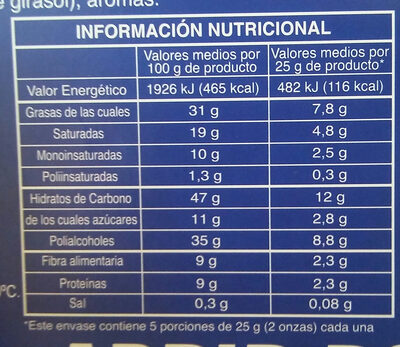 girasol), aromas.
INFORMACIÓN NUTRICIONAL
Valores medios por 100 g de producto Valores medios por 25 g de producto*
Valor Energético 1926 kJ (465 kcal) 482 kJ (116 kcal)
Grasas de las cuales 31 g 7,8 g
Saturadas 19 g 4,8 g
Monoinsaturadas 10 g 2,5 g
Poliinsaturadas 1,3 g 0,3 g
Hidratos de Carbono 47 g 12 g
de los cuales azúcares 11 g 2,8 g
Polialcoholes 35 g 8,8 g
Fibra alimentaria 9 g 2,3 g
Proteínas 9 g 2,3 g
Sal 0,3 g 0,08 g
ºC.
*Este envase contiene 5 porciones de 25 g (2 onzas) cada una